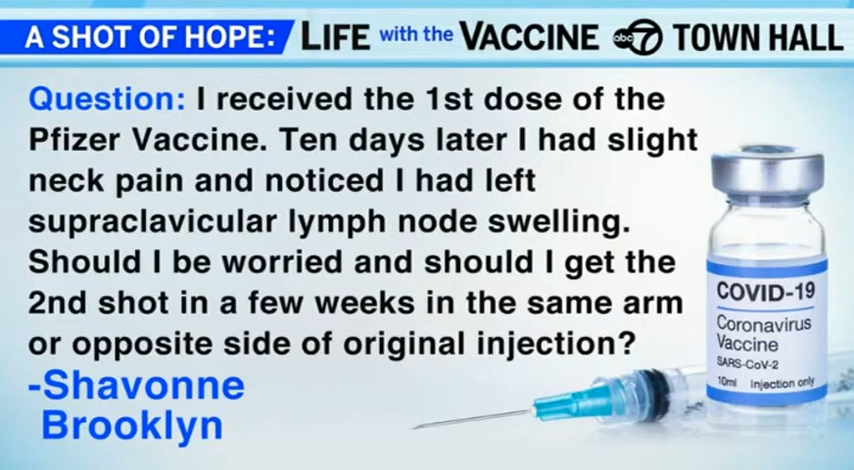 A SHOT OF HOPE: LIFE with the VACCINE abc 7 TOWN HALL
Question: I received the 1st dose of the
Pfizer Vaccine. Ten days later I had slight
neck pain and noticed I had left
supraclavicular lymph node swelling.
Should I be worried and should I get the
2nd shot in a few weeks in the same arm
or opposite side of original injection?
-Shavonne
Brooklyn
COVID-19
Coronavirus
Vaccine
SARS-CoV-2
10ml Injection only